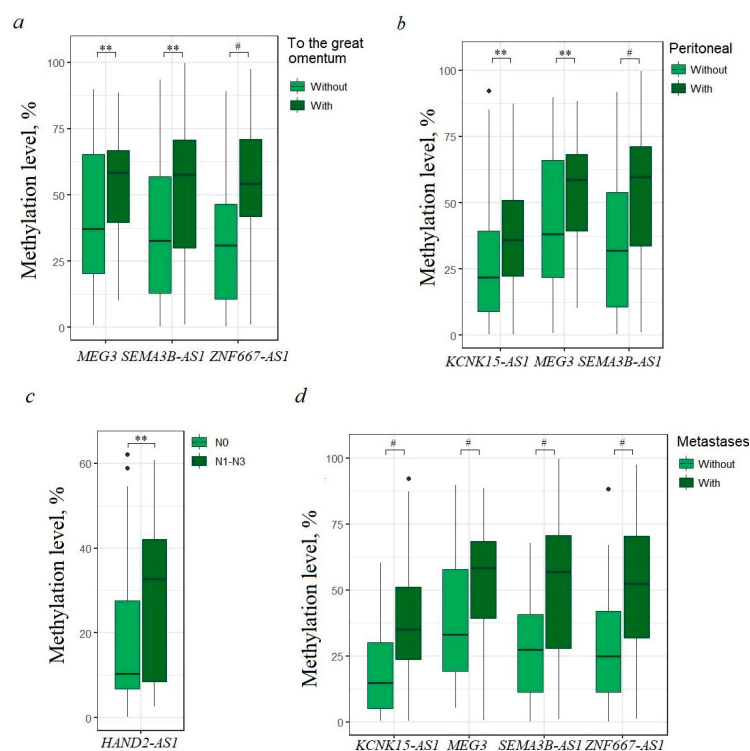 a
To the great
omentum
Without
With
** ** #
100
75
50
25
0
Methylation level, %
MEG3 SEMA3B-AS1 ZNF667-AS1
b
Peritoneal
Without
With
** ** #
100
75
50
25
0
Methylation level, %
KCNK15-AS1 MEG3 SEMA3B-AS1
c
N0
N1-N3
**
60
40
20
0
Methylation level, %
HAND2-AS1
d
Metastases
Without
With
# # # #
100
75
50
25
0
Methylation level, %
KCNK15-AS1 MEG3 SEMA3B-AS1 ZNF667-AS1